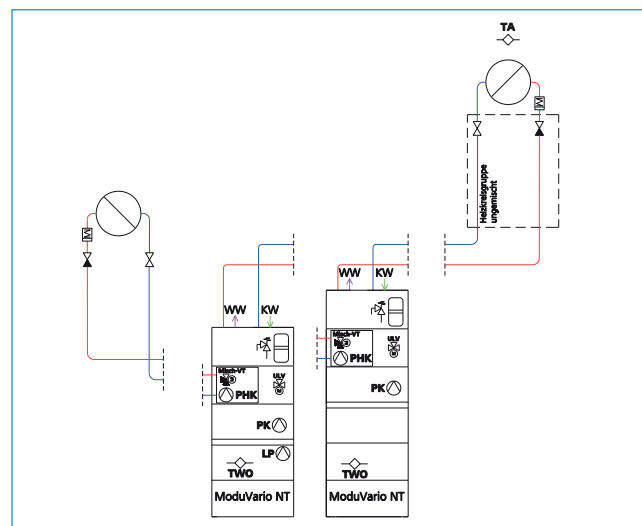 TA
Heizkreisgruppe
ungemischt
WW
KW
WW
KW
Misch-VT
ULV
M
PHK
PK
LP
TWO
ModuVario NT
Misch-VT
ULV
M
PHK
PK
TWO
ModuVario NT